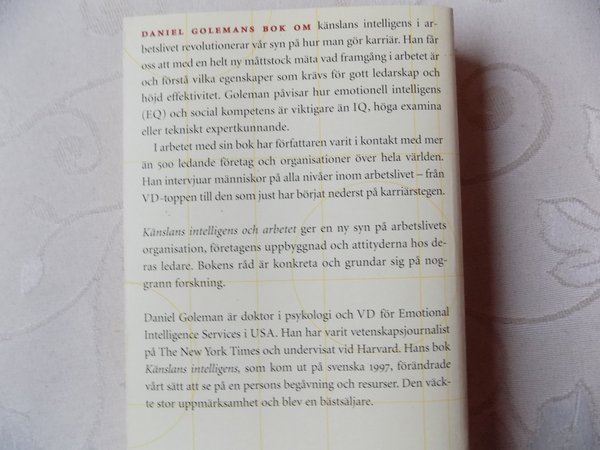 DANIEL GOLEMANS BOK OM känslans intelligens i ar-
betslivet revolutionerar vår syn på hur man gör karriär. Han får
oss att med en helt ny måttstock mäta vad framgång i arbetet är
och förstå vilka egenskaper som krävs för gott ledarskap och
höjd effektivitet. Goleman påvisar hur emotionell intelligens
(EQ) och social kompetens är viktigare än IQ, höga examina
eller tekniskt expertkunnande.
I arbetet med sin bok har författaren varit i kontakt med mer
än 500 ledande företag och organisationer över hela världen.
Han intervjuar människor på alla nivåer inom arbetslivet – från
VD-toppen till den som just har börjat nederst på karriärstegen.
Känslans intelligens och arbetet ger en ny syn på arbetslivets
organisation, företagens uppbyggnad och attityderna hos de-
ras ledare. Bokens råd är konkreta och grundar sig på nog-
grann forskning.
Daniel Goleman är doktor i psykologi och VD för Emotional
Intelligence Services i USA. Han har varit vetenskapsjournalist
på The New York Times och undervisat vid Harvard. Hans bok
Känslans intelligens, som kom ut på svenska 1997, förändrade
vårt sätt att se på en persons begåvning och resurser. Den väck-
te stor uppmärksamhet och blev en bästsäljare.